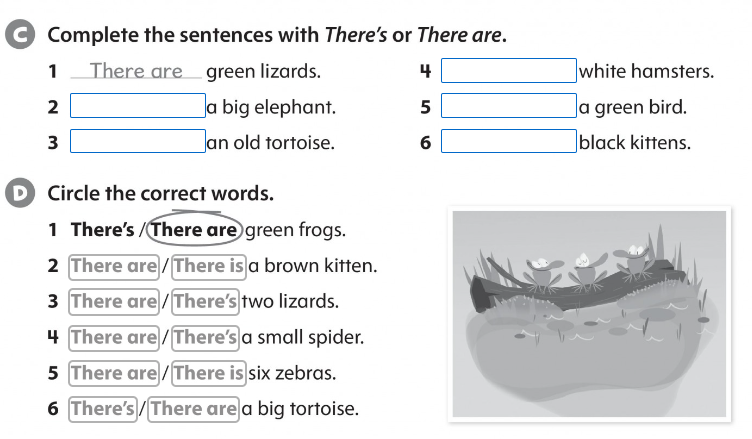 C Complete the sentences with There's or There are.
1 There are green lizards.
2 a big elephant.
3 an old tortoise.
4 white hamsters.
5 a green bird.
6 black kittens.
D Circle the correct words.
1 There's / There are green frogs.
2 There are / There is a brown kitten.
3 There are / There's two lizards.
4 There are / There's a small spider.
5 There are / There is six zebras.
6 There's / There are a big tortoise.